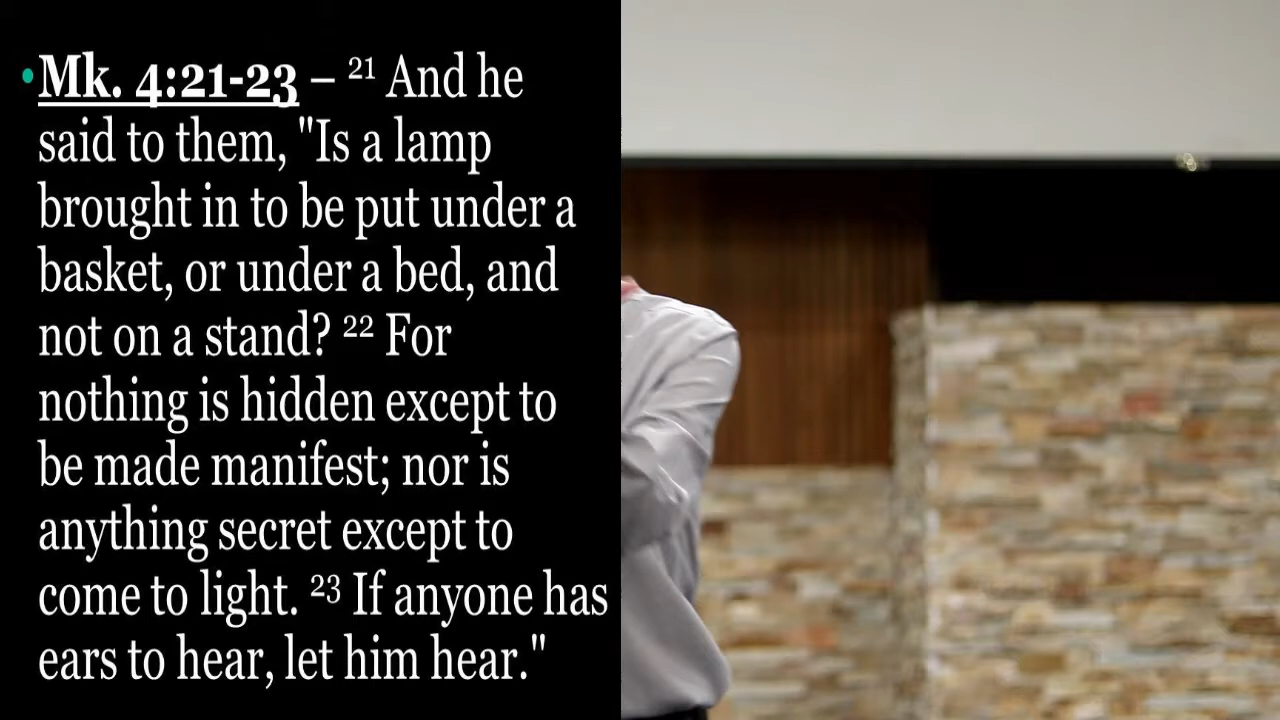 •Mk. 4:21-23 – ²¹ And he
said to them, "Is a lamp
brought in to be put under a
basket, or under a bed, and
not on a stand? ²² For
nothing is hidden except to
be made manifest; nor is
anything secret except to
come to light. ²³ If anyone has
ears to hear, let him hear."